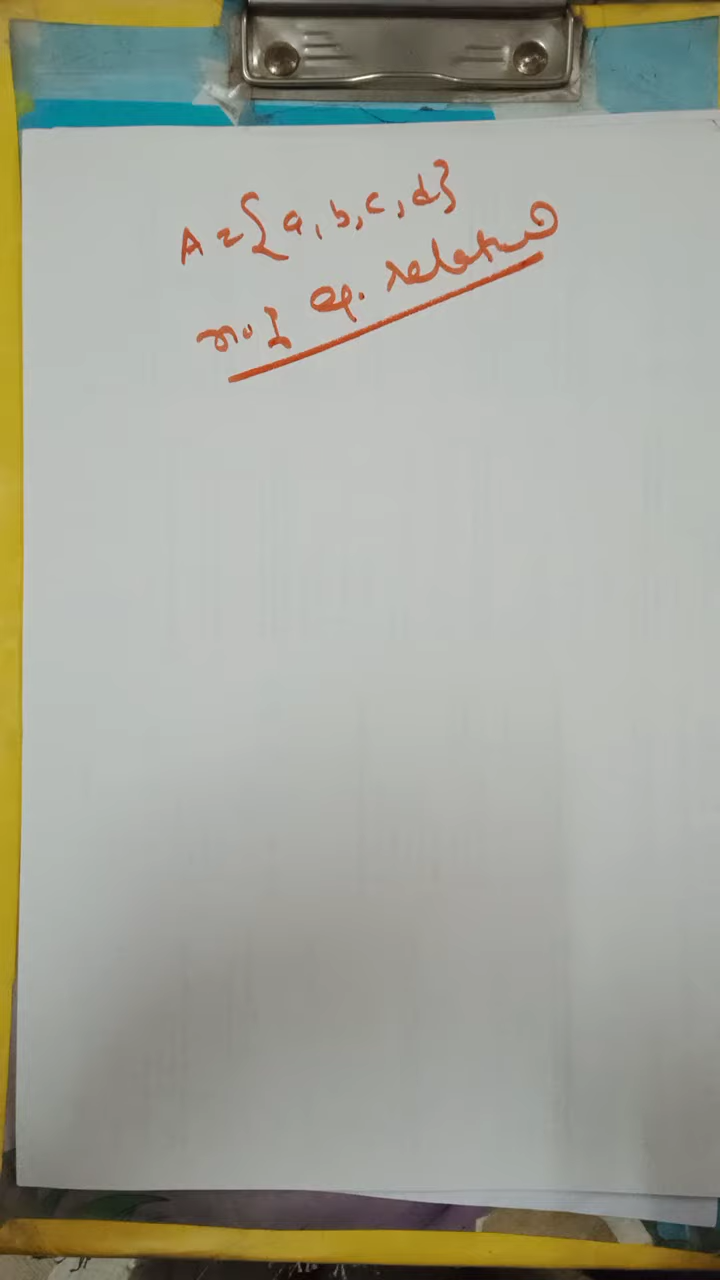 A = {a, b, c, d}
no. of eq. relation